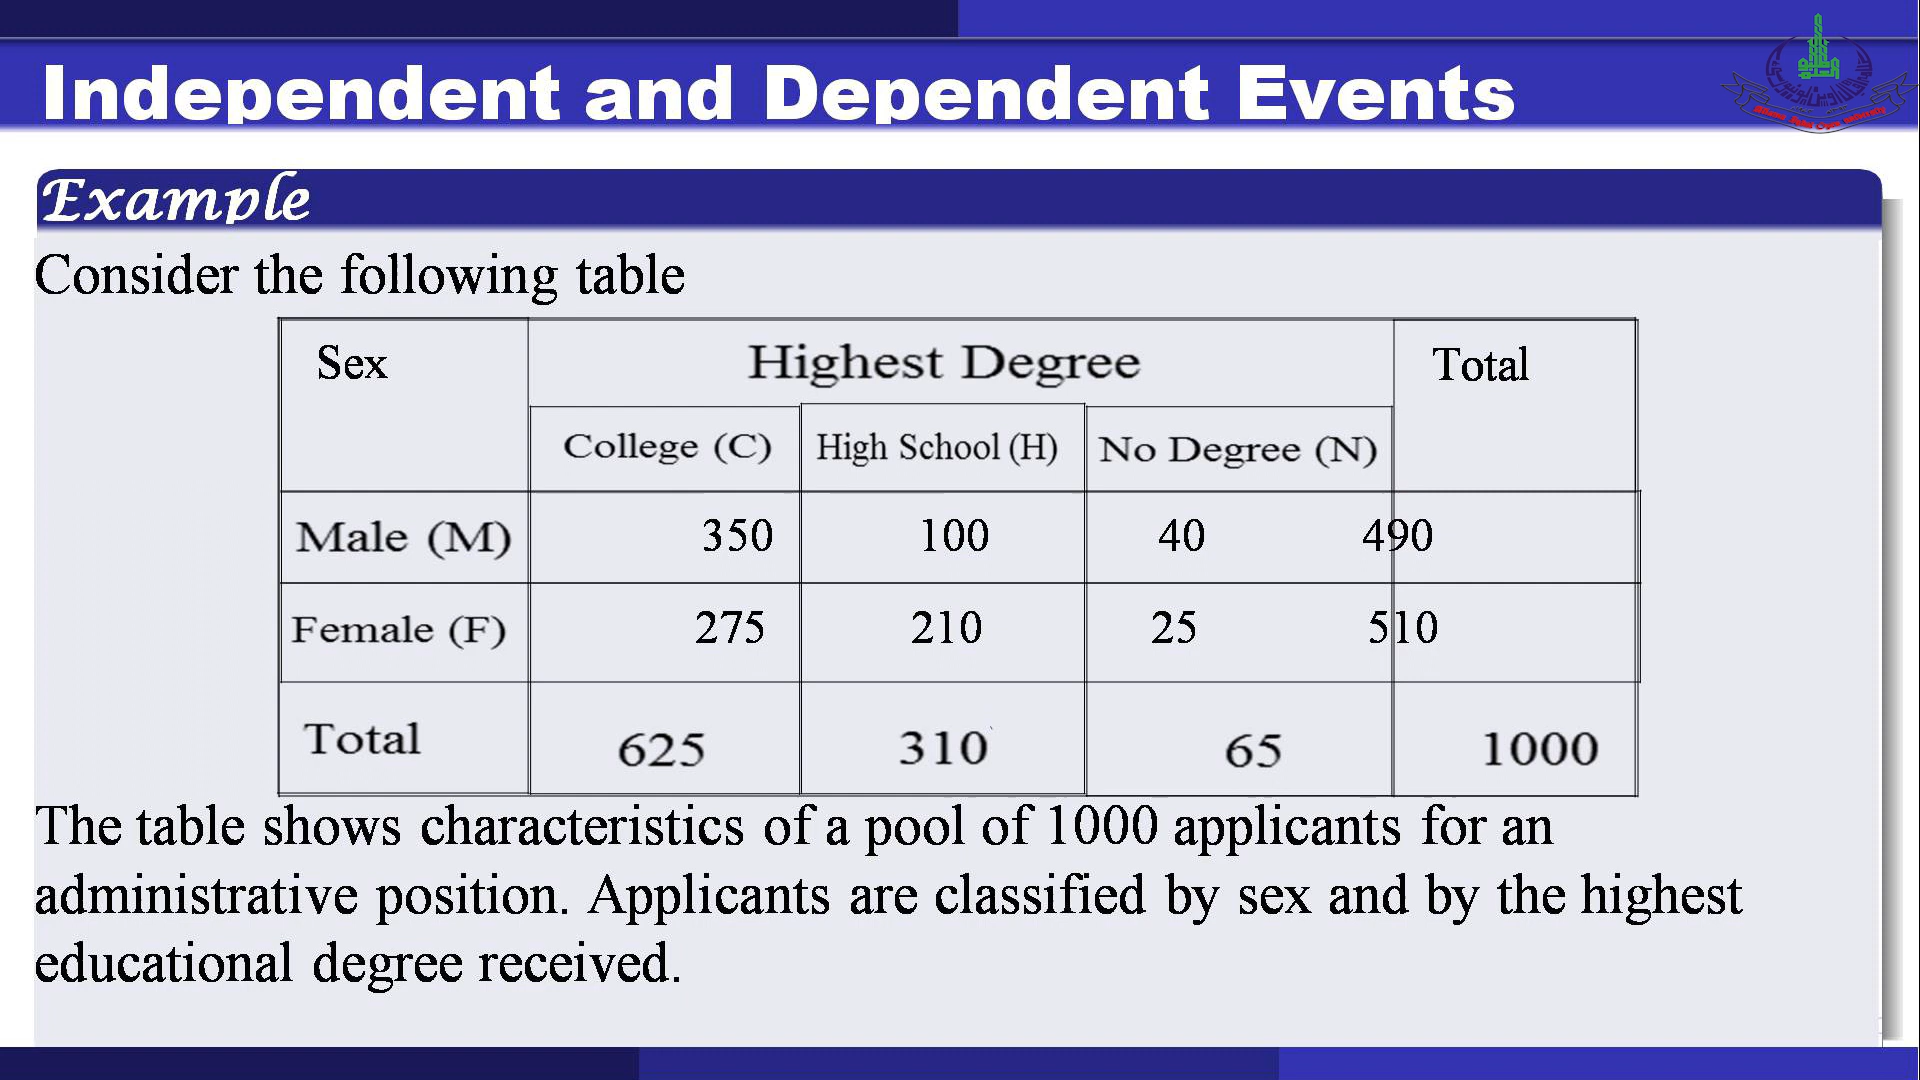 Independent and Dependent Events
Example
Consider the following table
Sex Highest Degree Total
College (C) High School (H) No Degree (N)
Male (M) 350 100 40 490
Female (F) 275 210 25 510
Total 625 310 65 1000
The table shows characteristics of a pool of 1000 applicants for an
administrative position. Applicants are classified by sex and by the highest
educational degree received.